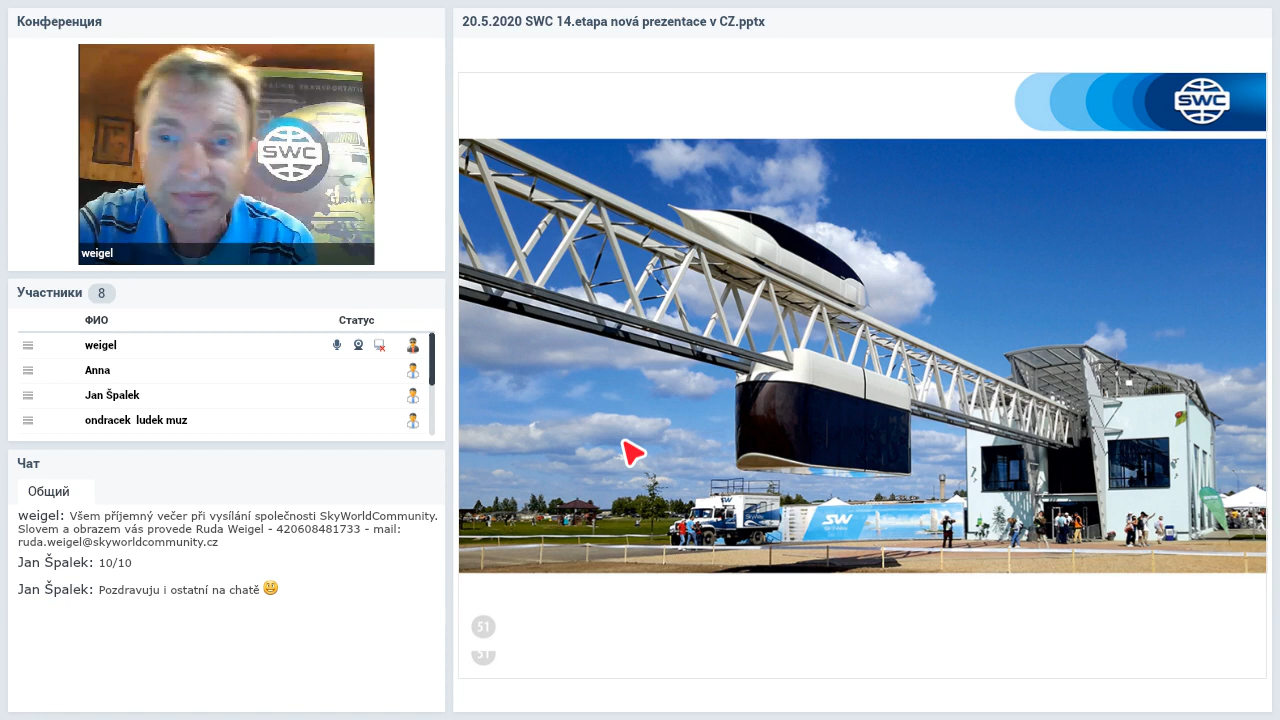 Конференция
20.5.2020 SWC 14.etapa nová prezentace v CZ.pptx
SWC
SWC
weigel
Участники 8
ФИО Статус
weigel
Anna
Jan Špalek
ondracek ludek muz
SW
Чат
Общий
weigel: Všem příjemný večer při vysílání společnosti SkyWorldCommunity.
Slovem a obrazem vás provede Ruda Weigel - 420608481733 - mail:
ruda.weigel@skyworldcommunity.cz
Jan Špalek: 10/10
Jan Špalek: Pozdravuju i ostatní na chatě
51
51